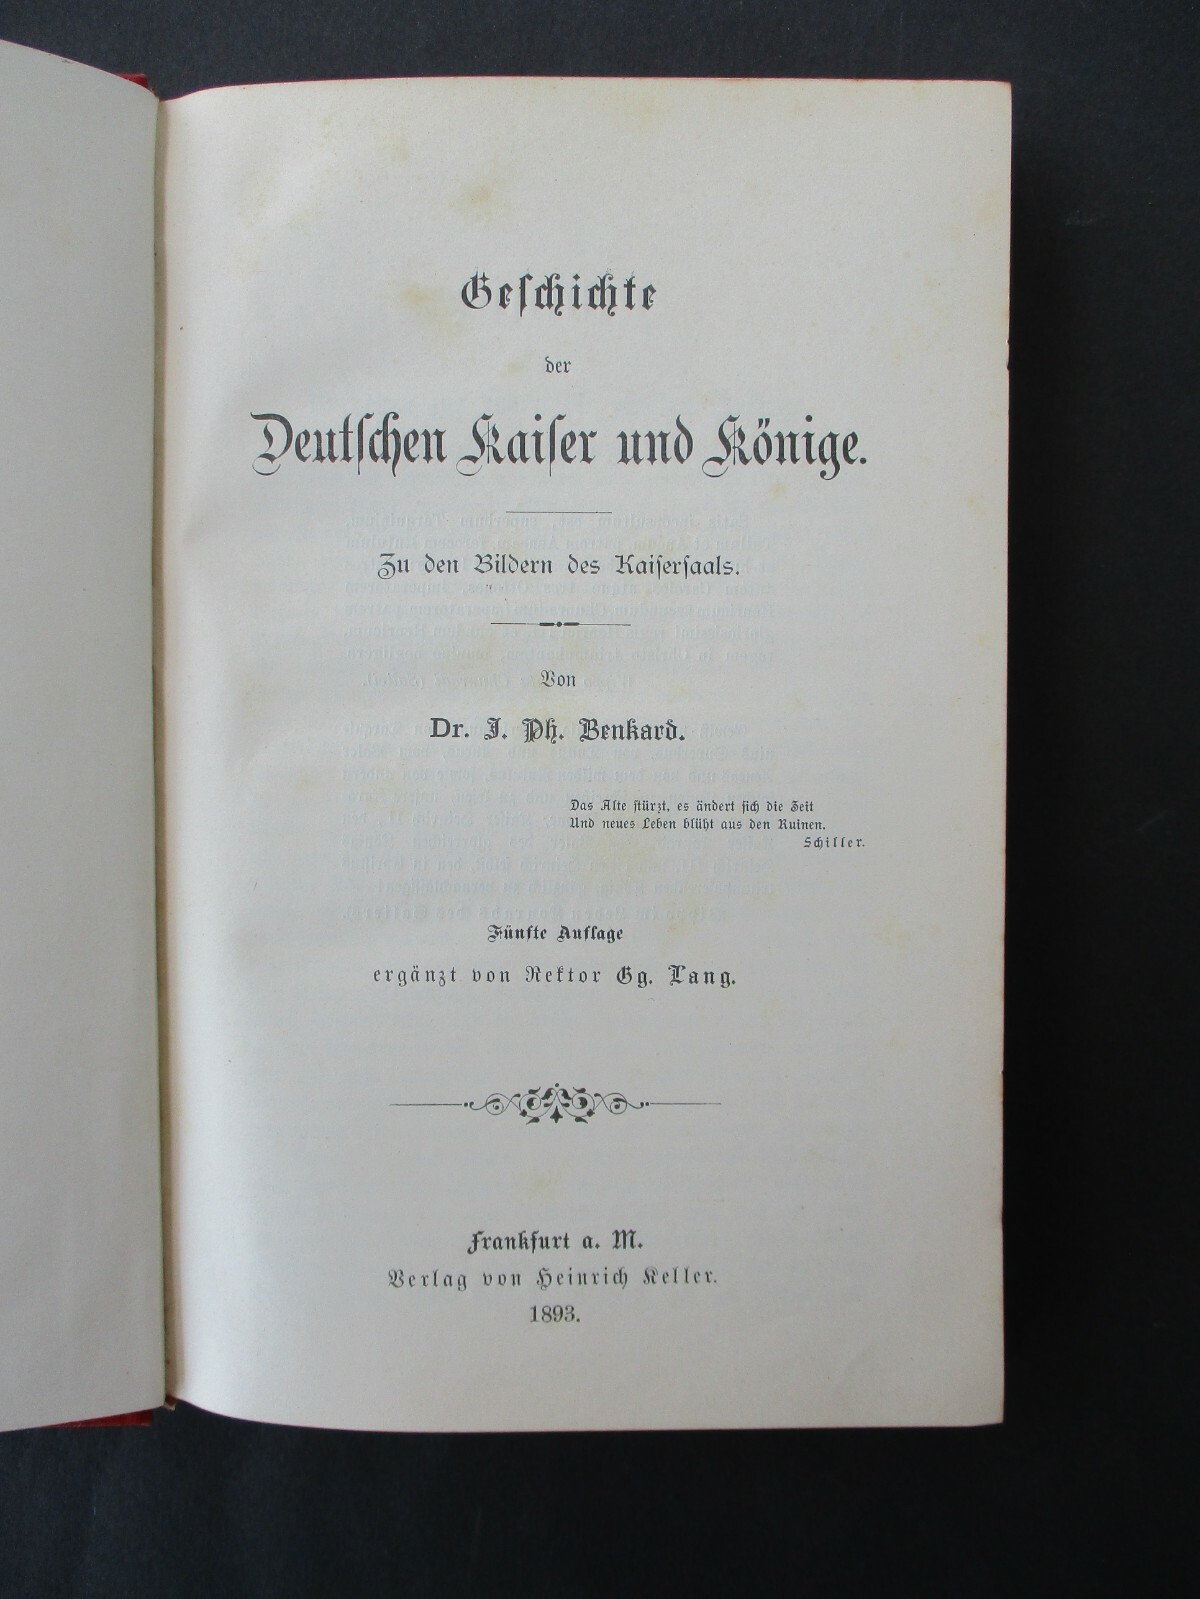 Geschichte
der
Deutschen Kaiser und Könige.
Zu den Bildern des Kaisersaals.
Von
Dr. J. Ph. Benkard.
Das Alte stürzt, es ändert sich die Zeit
Und neues Leben blüht aus den Ruinen.
Schiller.
Fünfte Auflage
ergänzt von Rektor Gg. Lang.
Frankfurt a. M.
Verlag von Heinrich Keller.
1893.